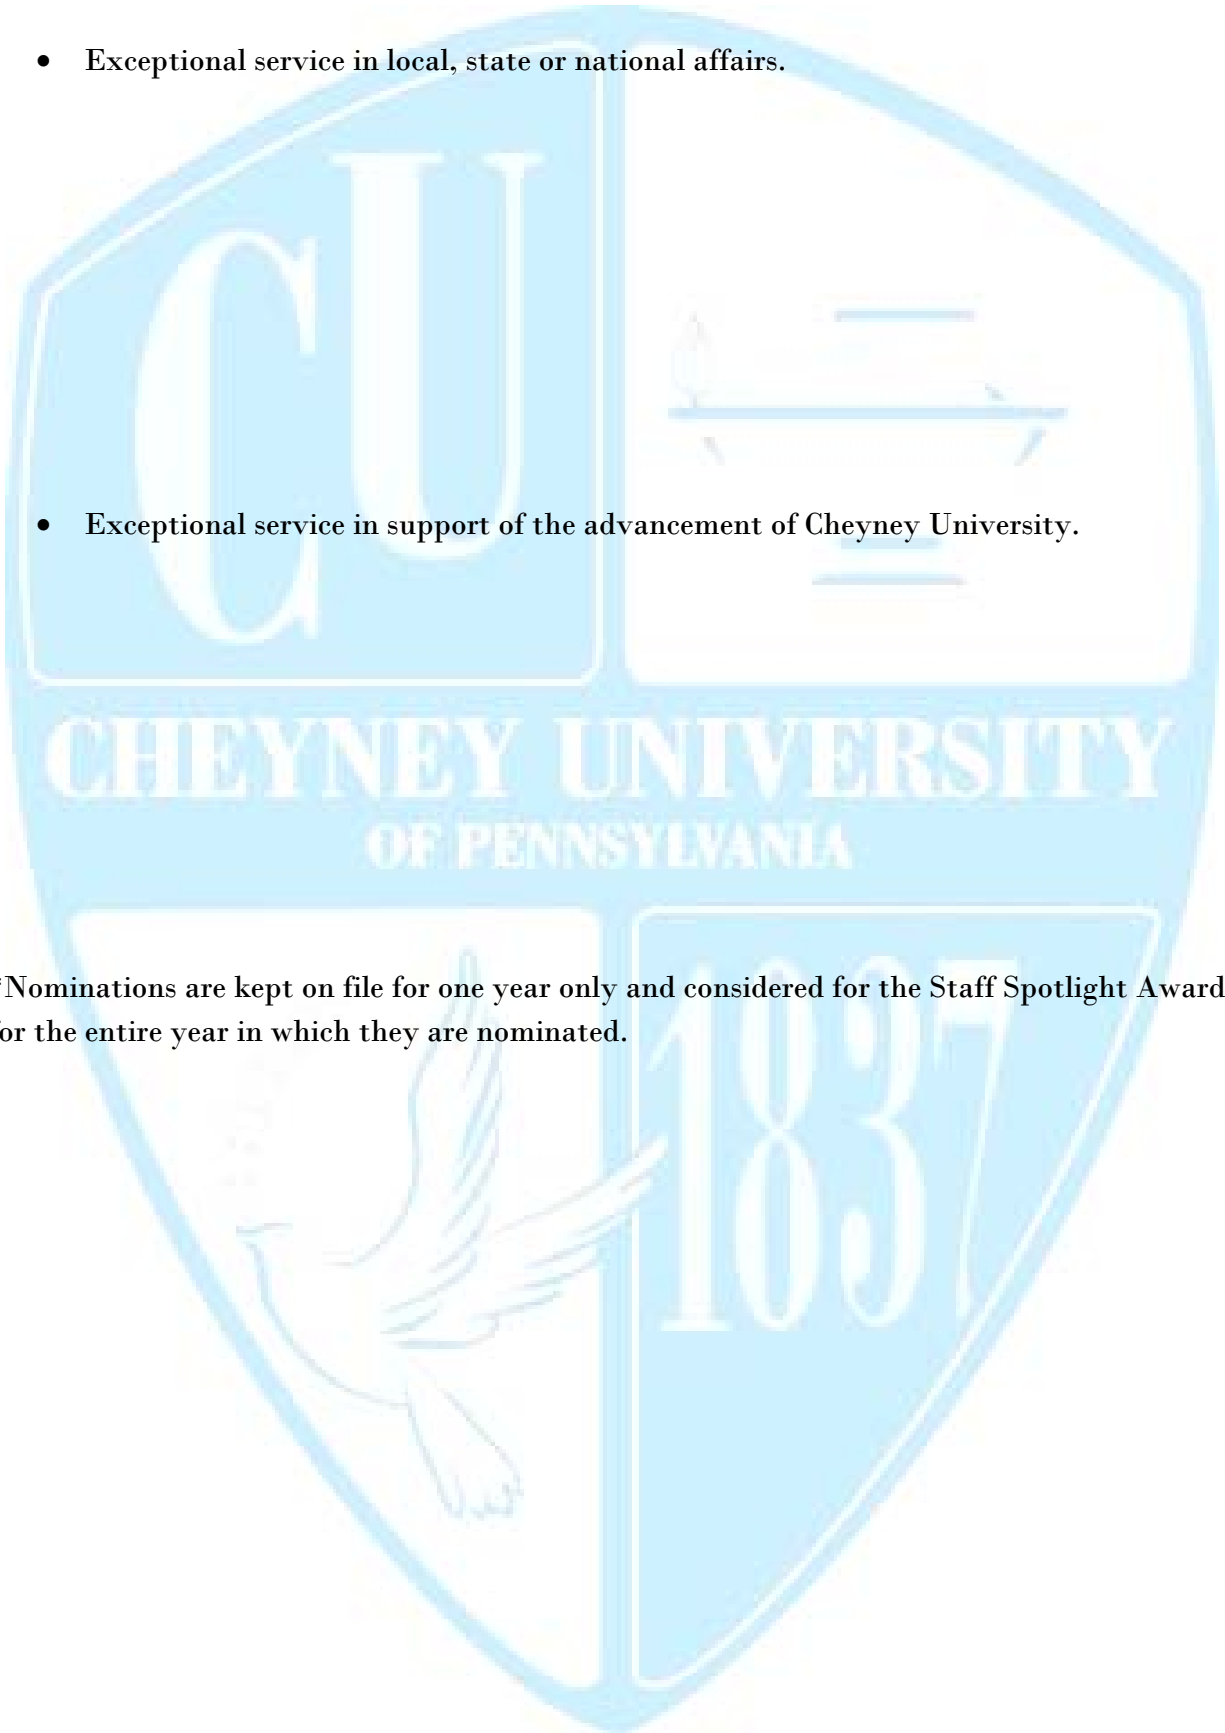 • Exceptional service in local, state or national affairs.
CU
• Exceptional service in support of the advancement of Cheyney University.
CHEYNEY UNIVERSITY
OF PENNSYLVANIA
*Nominations are kept on file for one year only and considered for the Staff Spotlight Award
for the entire year in which they are nominated.
1837